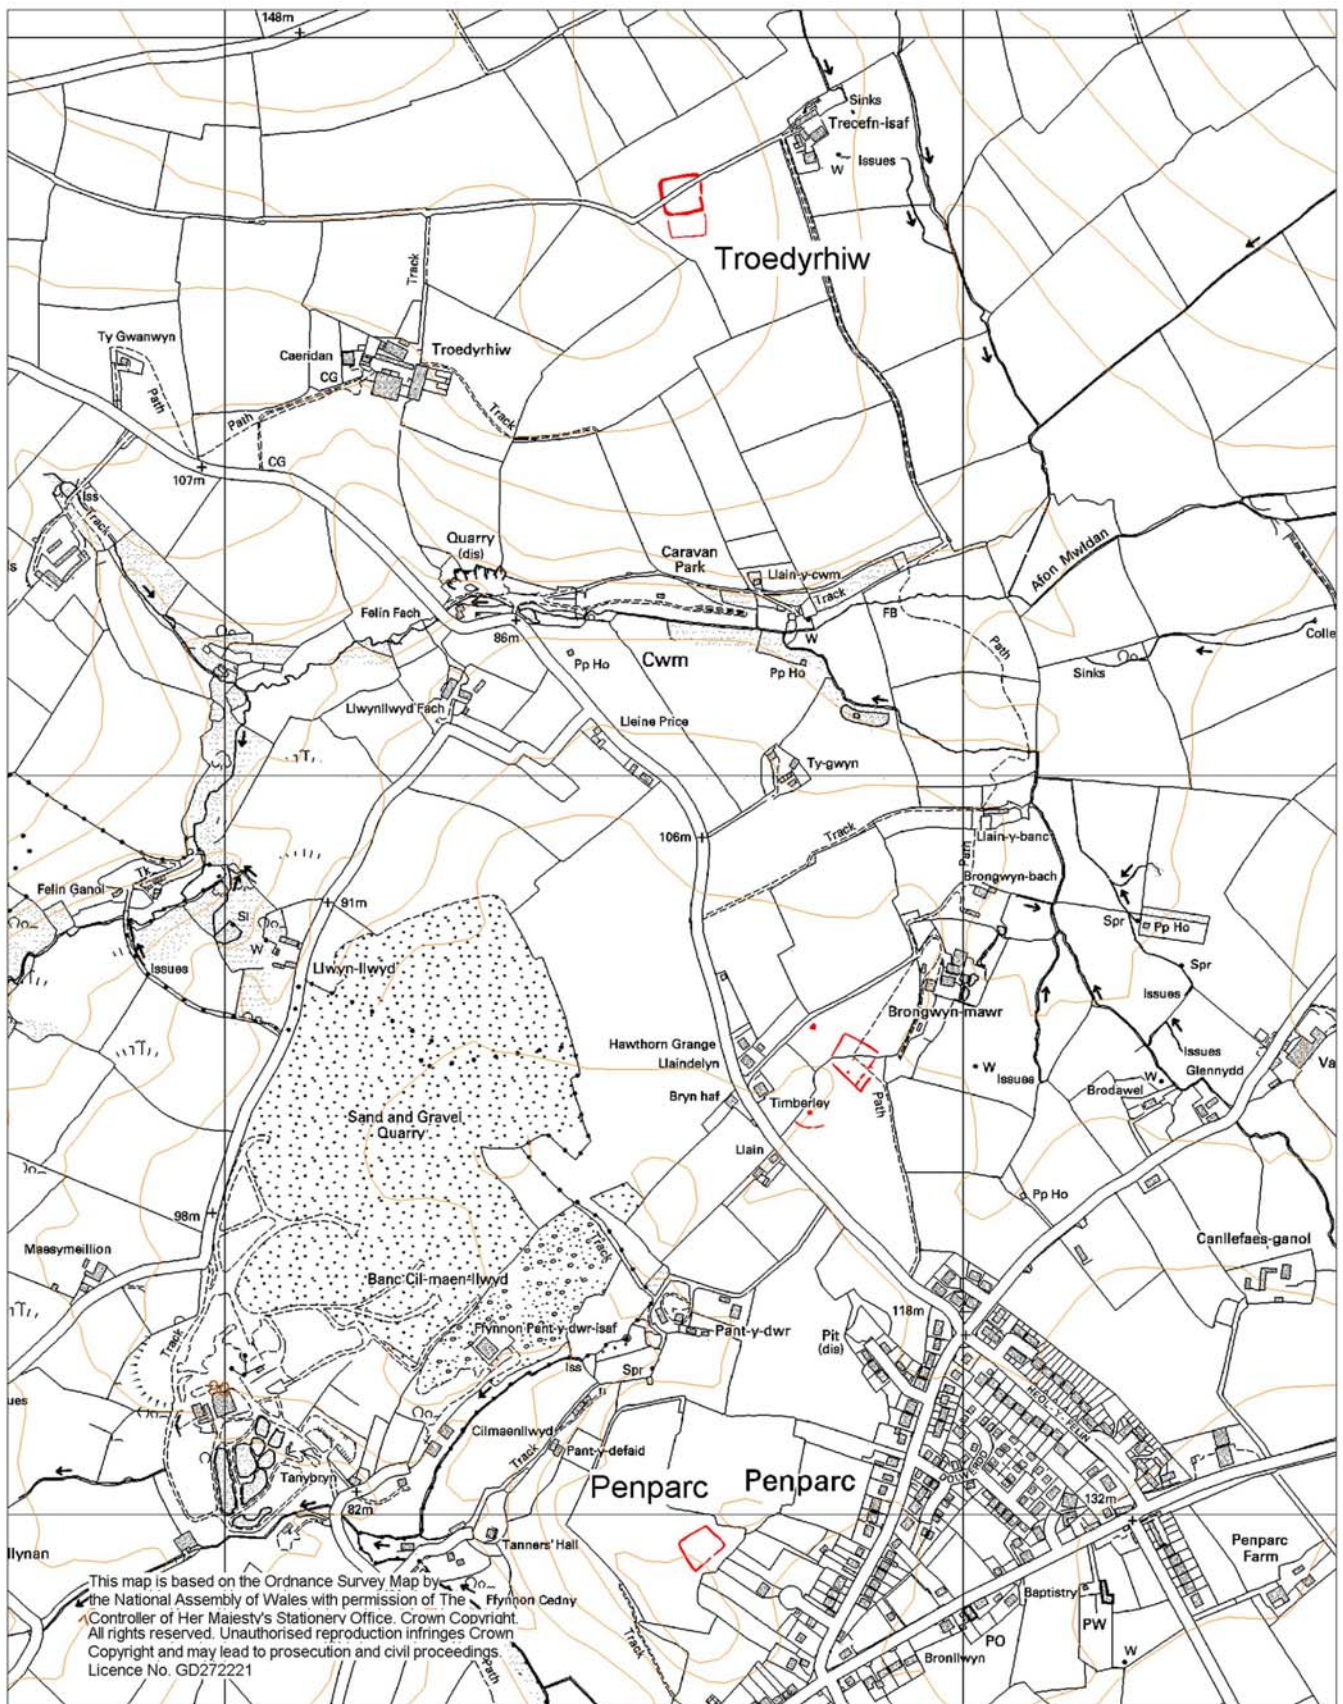 148m
Sinks
Trecefn-isaf
Issues
W
Troedyrhiw
Track
Ty Gwanwyn
Caeridan
Troedyrhiw
CG
Path
Path
Track
CG
107m
Iss
Track
Quarry
(dis)
Caravan
Park
Llain-y-cwm
Afon Mwldan
Track
Felin Fach
FB
86m
W
Path
Colle
Pp Ho
Cwm
Pp Ho
Sinks
Llwynllwyd Fach
Lleine Price
Ty-gwyn
106m
Track
Llain-y-banc
Path
Tk
Felin Ganol
91m
Brongwyn-bach
Sl
W
Spr
Pp Ho
Issues
Llwyn-llwyd
Spr
Issues
Brongwyn-mawr
Hawthorn Grange
Llaindelyn
Issues
Glennydd
Va
W
Issues
W
Brodawel
Bryn haf
Timberley
Path
Sand and Gravel
Quarry
Llain
Pp Ho
98m
Maesymeillion
Track
Canllefaes-ganol
Banc Cil-maen-llwyd
118m
Ffynnon Pant-y-dwr-isaf
Pant-y-dwr
Pit
(dis)
Track
Iss
Spr
ues
HEOL-Y-FELIN
Cilmaenllwyd
Track
Pant-y-defaid
Tanybryn
Penparc
Penparc
132m
82m
llynan
Tanners' Hall
Penparc
Farm
This map is based on the Ordnance Survey Map by
the National Assembly of Wales with permission of The
Controller of Her Majesty's Stationery Office. Crown Copyright.
All rights reserved. Unauthorised reproduction infringes Crown
Copyright and may lead to prosecution and civil proceedings.
Licence No. GD272221
Ffynnon Cedny
Path
Track
Baptistry
PW
PO
W
Bronllwyn